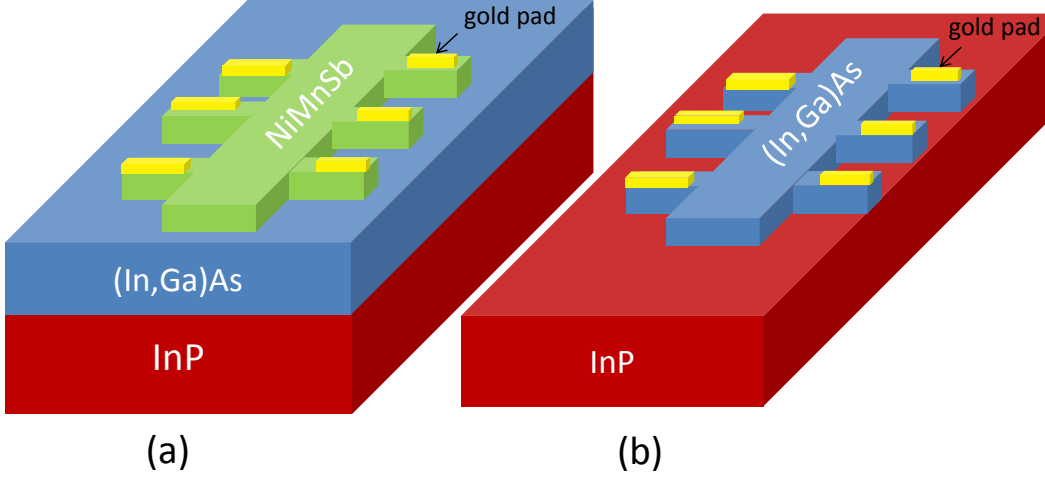 gold pad
NiMnSb
(In,Ga)As
InP
(a)
gold pad
(In,Ga)As
InP
(b)